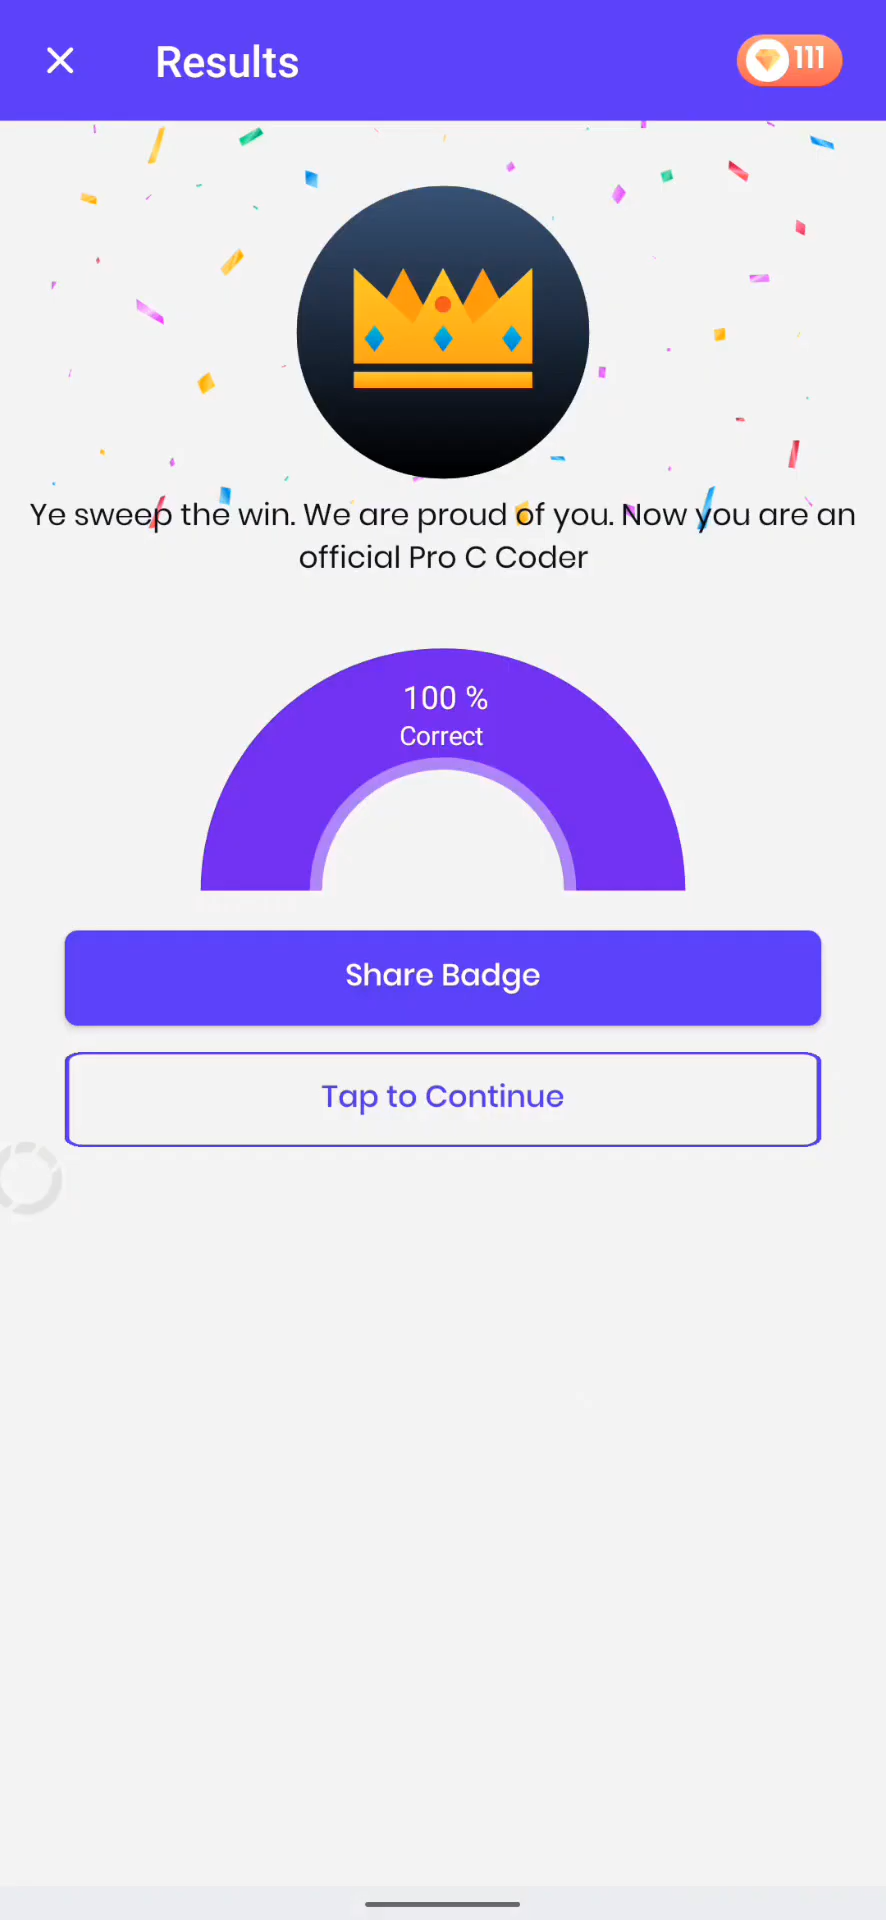 Results
111
Ye sweep the win. We are proud of you. Now you are an
official Pro C Coder
100 %
Correct
Share Badge
Tap to Continue